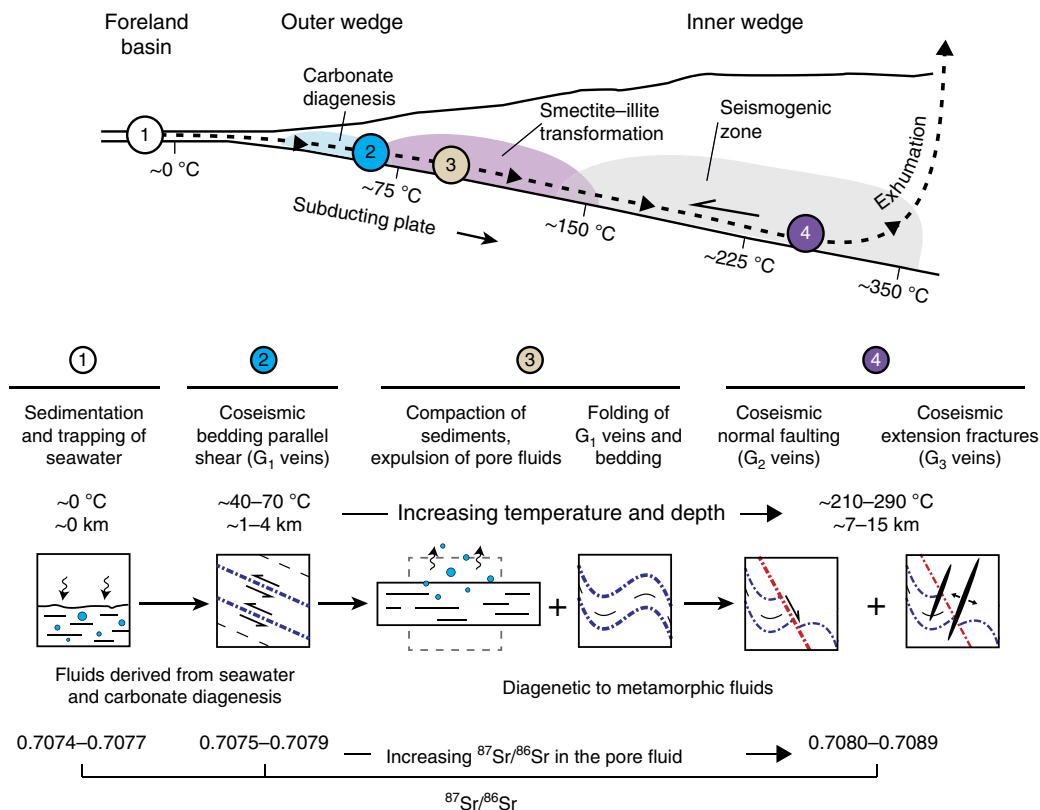 Foreland
basin
Outer wedge
Inner wedge
Carbonate
diagenesis
Smectite–illite
transformation
Seismogenic
zone
1
2
3
4
~0 °C
~75 °C
~150 °C
~225 °C
~350 °C
Subducting plate
Exhumation
1
2
3
4
Sedimentation
and trapping of
seawater
Coseismic
bedding parallel
shear (G₁ veins)
Compaction of
sediments,
expulsion of pore fluids
Folding of
G₁ veins and
bedding
Coseismic
normal faulting
(G₂ veins)
Coseismic
extension fractures
(G₃ veins)
~0 °C
~0 km
~40–70 °C
~1–4 km
Increasing temperature and depth
~210–290 °C
~7–15 km
+
+
Fluids derived from seawater
and carbonate diagenesis
Diagenetic to metamorphic fluids
0.7074–0.7077
0.7075–0.7079
Increasing ⁸⁷Sr/⁸⁶Sr in the pore fluid
0.7080–0.7089
⁸⁷Sr/⁸⁶Sr